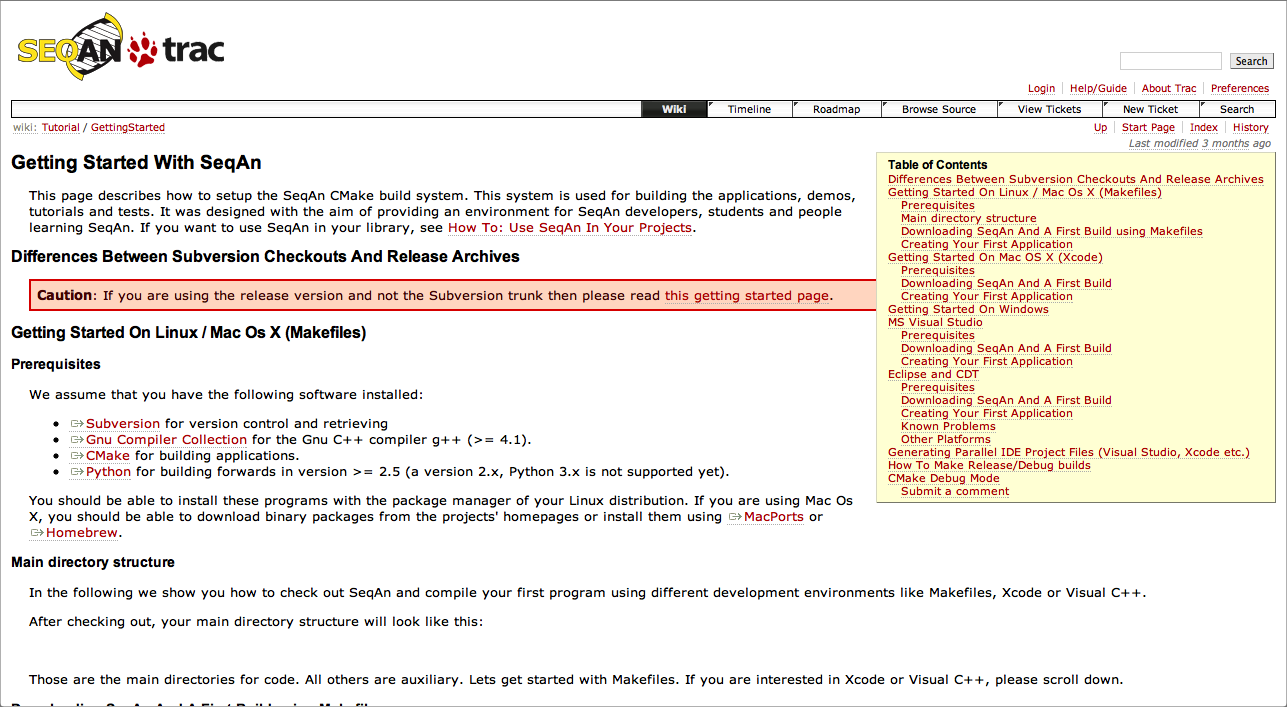 SEQAN trac
Search
Login Help/Guide About Trac Preferences
Wiki Timeline Roadmap Browse Source View Tickets New Ticket Search
wiki: Tutorial / GettingStarted
Up Start Page Index History
Last modified 3 months ago
Getting Started With SeqAn
This page describes how to setup the SeqAn CMake build system. This system is used for building the applications, demos,
tutorials and tests. It was designed with the aim of providing an environment for SeqAn developers, students and people
learning SeqAn. If you want to use SeqAn in your library, see How To: Use SeqAn In Your Projects.
Differences Between Subversion Checkouts And Release Archives
Caution: If you are using the release version and not the Subversion trunk then please read this getting started page.
Getting Started On Linux / Mac Os X (Makefiles)
Prerequisites
We assume that you have the following software installed:
• Subversion for version control and retrieving
• Gnu Compiler Collection for the Gnu C++ compiler g++ (>= 4.1).
• CMake for building applications.
• Python for building forwards in version >= 2.5 (a version 2.x, Python 3.x is not supported yet).
You should be able to install these programs with the package manager of your Linux distribution. If you are using Mac Os
X, you should be able to download binary packages from the projects' homepages or install them using MacPorts or
Homebrew.
Table of Contents
Differences Between Subversion Checkouts And Release Archives
Getting Started On Linux / Mac Os X (Makefiles)
Prerequisites
Main directory structure
Downloading SeqAn And A First Build using Makefiles
Creating Your First Application
Getting Started On Mac OS X (Xcode)
Prerequisites
Downloading SeqAn And A First Build
Creating Your First Application
Getting Started On Windows
MS Visual Studio
Prerequisites
Downloading SeqAn And A First Build
Creating Your First Application
Eclipse and CDT
Prerequisites
Downloading SeqAn And A First Build
Creating Your First Application
Known Problems
Other Platforms
Generating Parallel IDE Project Files (Visual Studio, Xcode etc.)
How To Make Release/Debug builds
CMake Debug Mode
Submit a comment
Main directory structure
In the following we show you how to check out SeqAn and compile your first program using different development environments like Makefiles, Xcode or Visual C++.
After checking out, your main directory structure will look like this:
Those are the main directories for code. All others are auxiliary. Lets get started with Makefiles. If you are interested in Xcode or Visual C++, please scroll down.